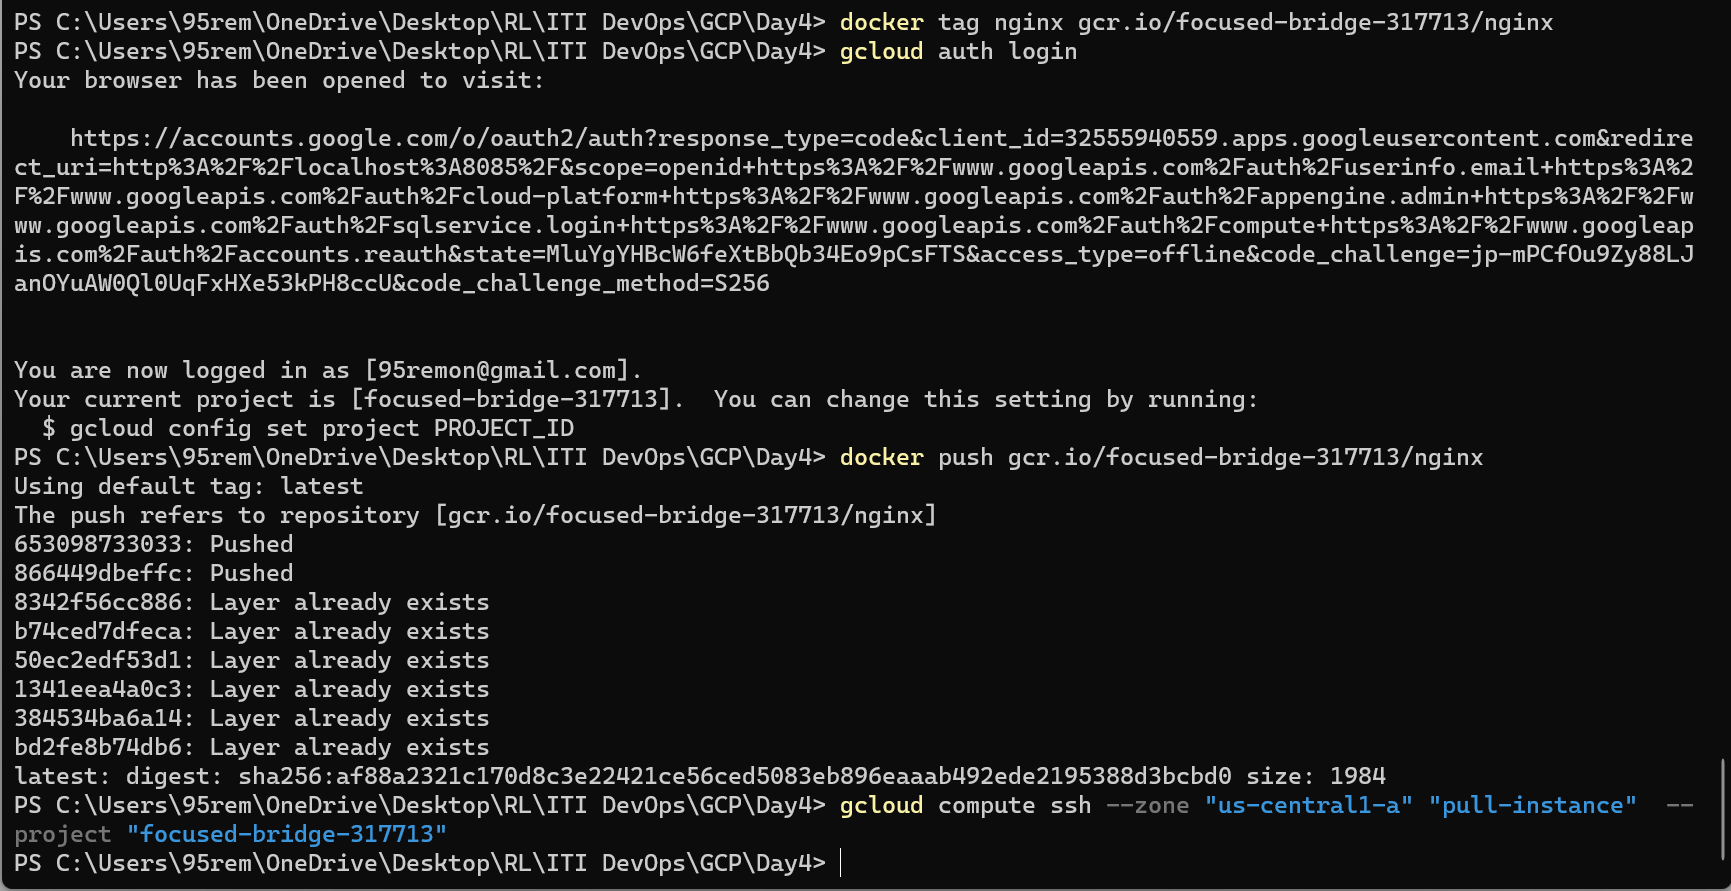 PS C:\Users\95rem\OneDrive\Desktop\RL\ITI DevOps\GCP\Day4> docker tag nginx gcr.io/focused-bridge-317713/nginx
PS C:\Users\95rem\OneDrive\Desktop\RL\ITI DevOps\GCP\Day4> gcloud auth login
Your browser has been opened to visit:
    https://accounts.google.com/o/oauth2/auth?response_type=code&client_id=32555940559.apps.googleusercontent.com&redire
ct_uri=http%3A%2F%2Flocalhost%3A8085%2F&scope=openid+https%3A%2F%2Fwww.googleapis.com%2Fauth%2Fuserinfo.email+https%3A%2
F%2Fwww.googleapis.com%2Fauth%2Fcloud-platform+https%3A%2F%2Fwww.googleapis.com%2Fauth%2Fappengine.admin+https%3A%2F%2Fw
ww.googleapis.com%2Fauth%2Fsqlservice.login+https%3A%2F%2Fwww.googleapis.com%2Fauth%2Fcompute+https%3A%2F%2Fwww.googleap
is.com%2Fauth%2Faccounts.reauth&state=MluYgYHBcW6feXtBbQb34Eo9pCsFTS&access_type=offline&code_challenge=jp-mPCfOu9Zy88LJ
anOYuAW0Ql0UqFxHXe53kPH8ccU&code_challenge_method=S256
You are now logged in as [95remon@gmail.com].
Your current project is [focused-bridge-317713].  You can change this setting by running:
  $ gcloud config set project PROJECT_ID
PS C:\Users\95rem\OneDrive\Desktop\RL\ITI DevOps\GCP\Day4> docker push gcr.io/focused-bridge-317713/nginx
Using default tag: latest
The push refers to repository [gcr.io/focused-bridge-317713/nginx]
653098733033: Pushed
866449dbeffc: Pushed
8342f56cc886: Layer already exists
b74ced7dfeca: Layer already exists
50ec2edf53d1: Layer already exists
1341eea4a0c3: Layer already exists
384534ba6a14: Layer already exists
bd2fe8b74db6: Layer already exists
latest: digest: sha256:af88a2321c170d8c3e22421ce56ced5083eb896eaaab492ede2195388d3bcbd0 size: 1984
PS C:\Users\95rem\OneDrive\Desktop\RL\ITI DevOps\GCP\Day4> gcloud compute ssh --zone "us-central1-a" "pull-instance"  --
project "focused-bridge-317713"
PS C:\Users\95rem\OneDrive\Desktop\RL\ITI DevOps\GCP\Day4>